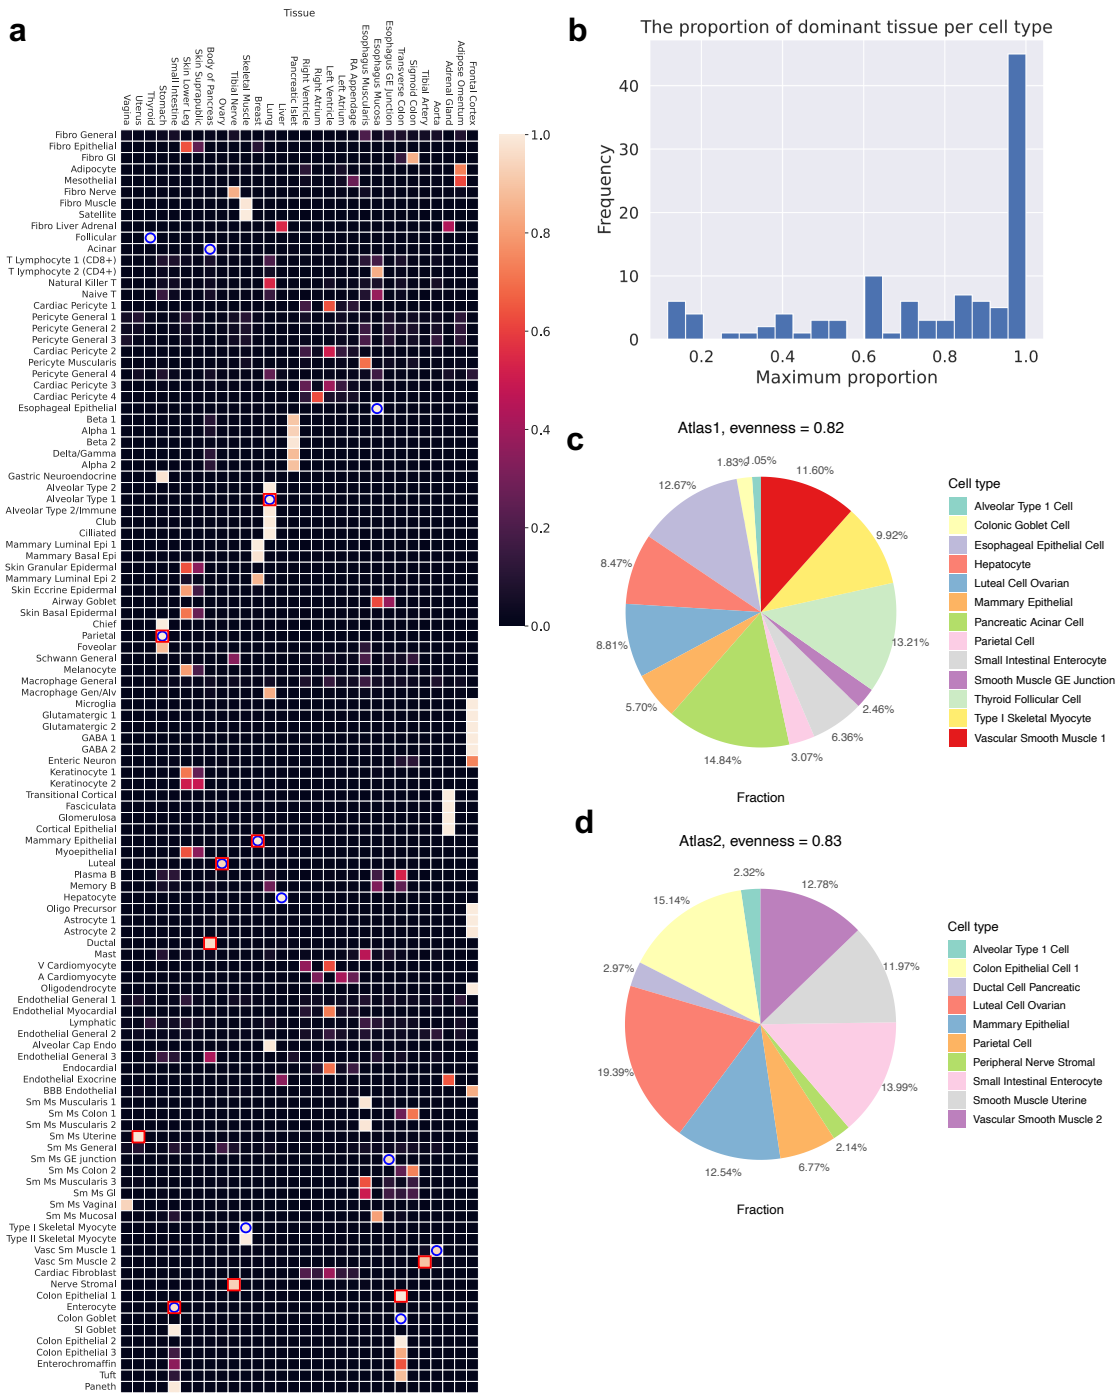 a
Tissue
Vagina
Uterus
Thyroid
Stomach
Small Intestine
Skin Lower Leg
Skin Suprapublic
Body of Pancreas
Ovary
Tibial Nerve
Skeletal Muscle
Breast
Lung
Liver
Pancreatic Islet
Right Ventricle
Right Atrium
Left Ventricle
Left Atrium
RA Appendage
Esophagus Muscularis
Esophagus Mucosa
Esophagus GE Junction
Transverse Colon
Sigmoid Colon
Tibial Artery
Aorta
Adrenal Gland
Adipose Omentum
Frontal Cortex
Fibro General
Fibro Epithelial
Fibro GI
Adipocyte
Mesothelial
Fibro Nerve
Fibro Muscle
Satellite
Fibro Liver Adrenal
Follicular
Acinar
T Lymphocyte 1 (CD8+)
T lymphocyte 2 (CD4+)
Natural Killer T
Naive T
Cardiac Pericyte 1
Pericyte General 1
Pericyte General 2
Pericyte General 3
Cardiac Pericyte 2
Pericyte Muscularis
Pericyte General 4
Cardiac Pericyte 3
Cardiac Pericyte 4
Esophageal Epithelial
Beta 1
Alpha 1
Beta 2
Delta/Gamma
Alpha 2
Gastric Neuroendocrine
Alveolar Type 2
Alveolar Type 1
Alveolar Type 2/Immune
Club
Cilliated
Mammary Luminal Epi 1
Mammary Basal Epi
Skin Granular Epidermal
Mammary Luminal Epi 2
Skin Eccrine Epidermal
Airway Goblet
Skin Basal Epidermal
Chief
Parietal
Foveolar
Schwann General
Melanocyte
Macrophage General
Macrophage Gen/Alv
Microglia
Glutamatergic 1
Glutamatergic 2
GABA 1
GABA 2
Enteric Neuron
Keratinocyte 1
Keratinocyte 2
Transitional Cortical
Fasciculata
Glomerulosa
Cortical Epithelial
Mammary Epithelial
Myoepithelial
Luteal
Plasma B
Memory B
Hepatocyte
Oligo Precursor
Astrocyte 1
Astrocyte 2
Ductal
Mast
V Cardiomyocyte
A Cardiomyocyte
Oligodendrocyte
Endothelial General 1
Endothelial Myocardial
Lymphatic
Endothelial General 2
Alveolar Cap Endo
Endothelial General 3
Endocardial
Endothelial Exocrine
BBB Endothelial
Sm Ms Muscularis 1
Sm Ms Colon 1
Sm Ms Muscularis 2
Sm Ms Uterine
Sm Ms General
Sm Ms GE junction
Sm Ms Colon 2
Sm Ms Muscularis 3
Sm Ms GI
Sm Ms Vaginal
Sm Ms Mucosal
Type I Skeletal Myocyte
Type II Skeletal Myocyte
Vasc Sm Muscle 1
Vasc Sm Muscle 2
Cardiac Fibroblast
Nerve Stromal
Colon Epithelial 1
Enterocyte
Colon Goblet
SI Goblet
Colon Epithelial 2
Colon Epithelial 3
Enterochromaffin
Tuft
Paneth
1.0
0.8
0.6
0.4
0.2
0.0
b
The proportion of dominant tissue per cell type
Frequency
40
30
20
10
0
0.2
0.4
0.6
0.8
1.0
Maximum proportion
c
Atlas1, evenness = 0.82
1.83%
1.05%
11.60%
12.67%
9.92%
8.47%
13.21%
8.81%
2.46%
5.70%
6.36%
14.84%
3.07%
Fraction
Cell type
Alveolar Type 1 Cell
Colonic Goblet Cell
Esophageal Epithelial Cell
Hepatocyte
Luteal Cell Ovarian
Mammary Epithelial
Pancreatic Acinar Cell
Parietal Cell
Small Intestinal Enterocyte
Smooth Muscle GE Junction
Thyroid Follicular Cell
Type I Skeletal Myocyte
Vascular Smooth Muscle 1
d
Atlas2, evenness = 0.83
2.32%
12.78%
15.14%
11.97%
2.97%
19.39%
13.99%
2.14%
12.54%
6.77%
Fraction
Cell type
Alveolar Type 1 Cell
Colon Epithelial Cell 1
Ductal Cell Pancreatic
Luteal Cell Ovarian
Mammary Epithelial
Parietal Cell
Peripheral Nerve Stromal
Small Intestinal Enterocyte
Smooth Muscle Uterine
Vascular Smooth Muscle 2